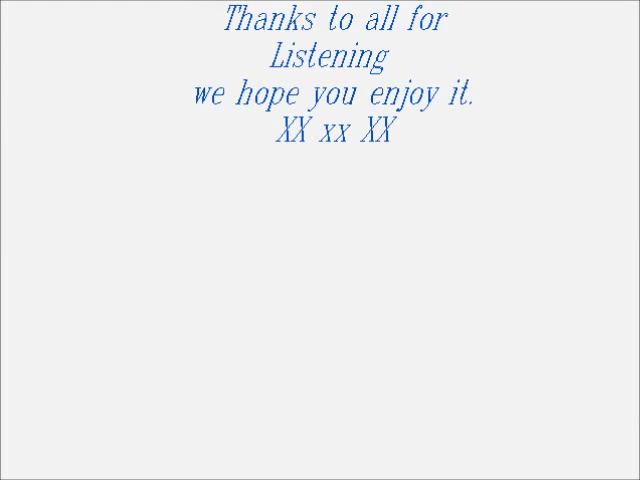 Thanks to all for
Listening
we hope you enjoy it.
XX xx XX